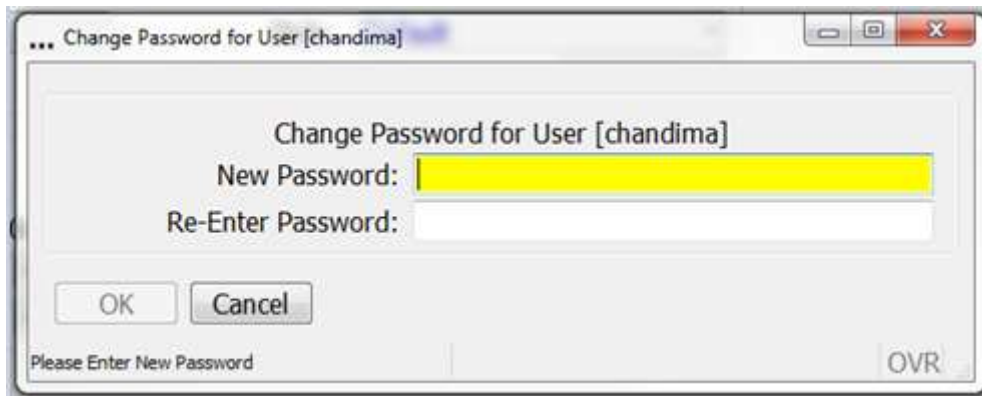 ... Change Password for User [chandima]
Change Password for User [chandima]
New Password:
Re-Enter Password:
OK Cancel
Please Enter New Password OVR